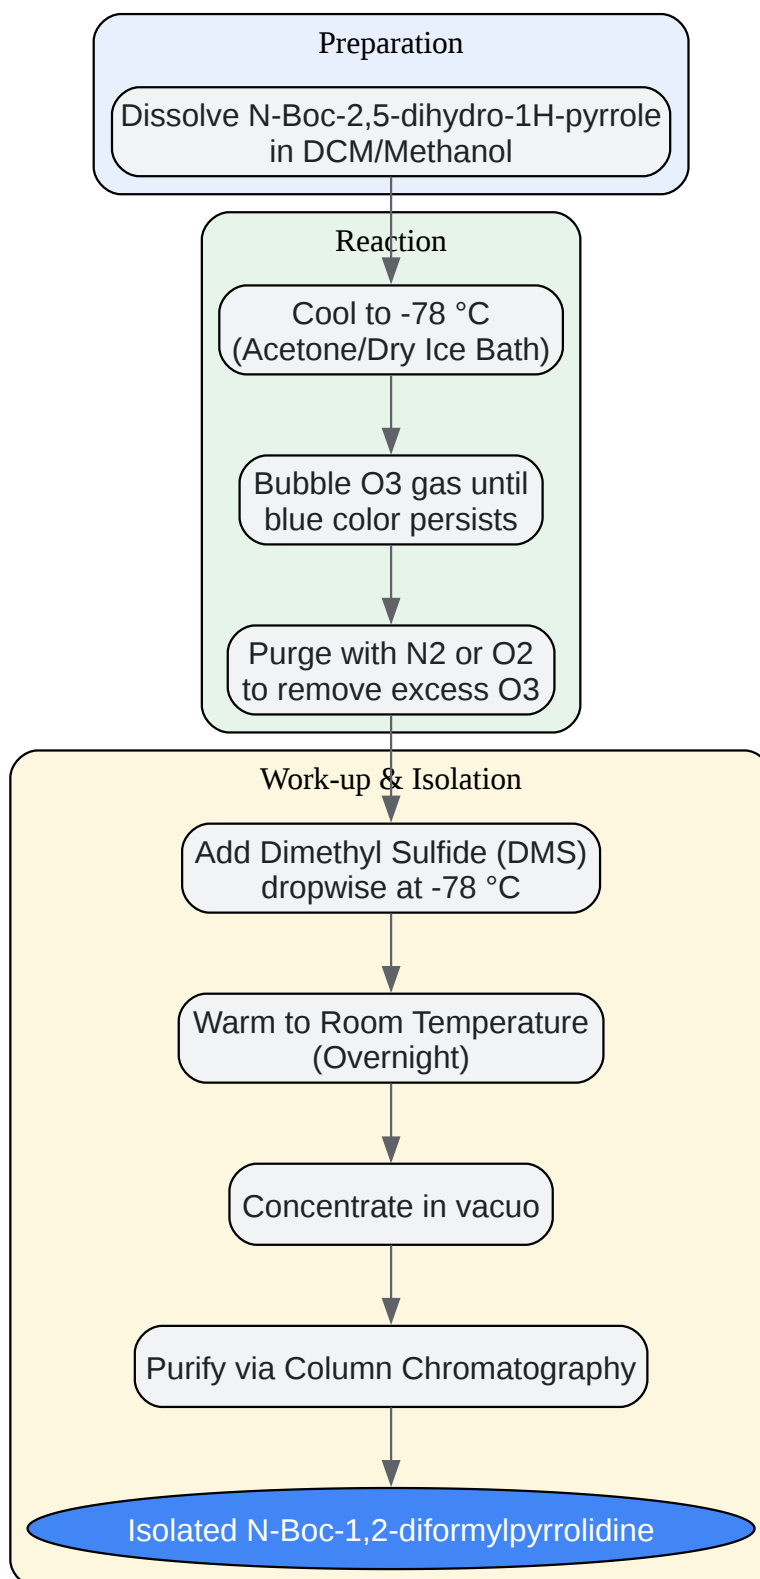 Preparation
Dissolve N-Boc-2,5-dihydro-1H-pyrrole
in DCM/Methanol
Reaction
Cool to -78 °C
(Acetone/Dry Ice Bath)
Bubble O3 gas until
blue color persists
Purge with N2 or O2
to remove excess O3
Work-up & Isolation
Add Dimethyl Sulfide (DMS)
dropwise at -78 °C
Warm to Room Temperature
(Overnight)
Concentrate in vacuo
Purify via Column Chromatography
Isolated N-Boc-1,2-diformylpyrrolidine